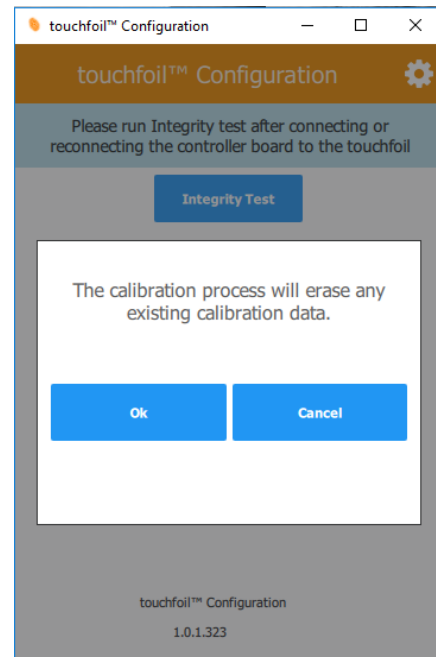 touchfoil™ Configuration
touchfoil™ Configuration
Please run Integrity test after connecting or
reconnecting the controller board to the touchfoil
Integrity Test
The calibration process will erase any
existing calibration data.
Ok
Cancel
touchfoil™ Configuration
1.0.1.323